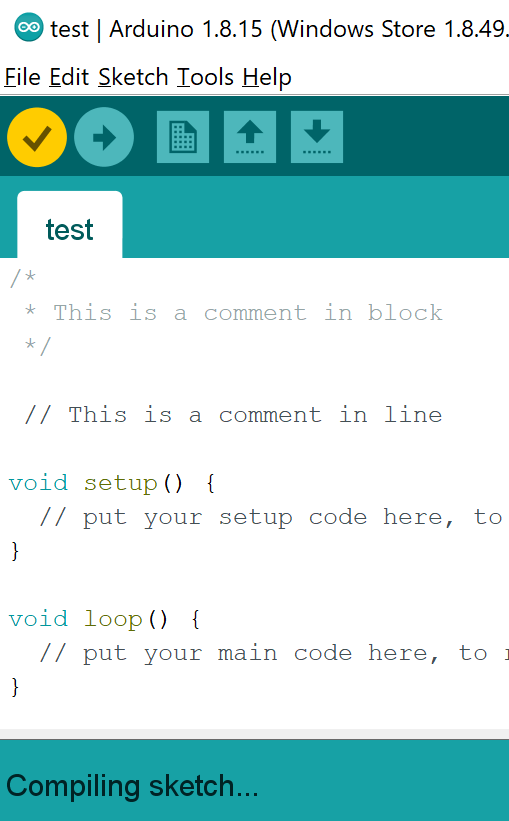 test | Arduino 1.8.15 (Windows Store 1.8.49.
File Edit Sketch Tools Help
test
/*
 * This is a comment in block
 */
 // This is a comment in line
void setup() {
  // put your setup code here, to
}
void loop() {
  // put your main code here, to
}
Compiling sketch...